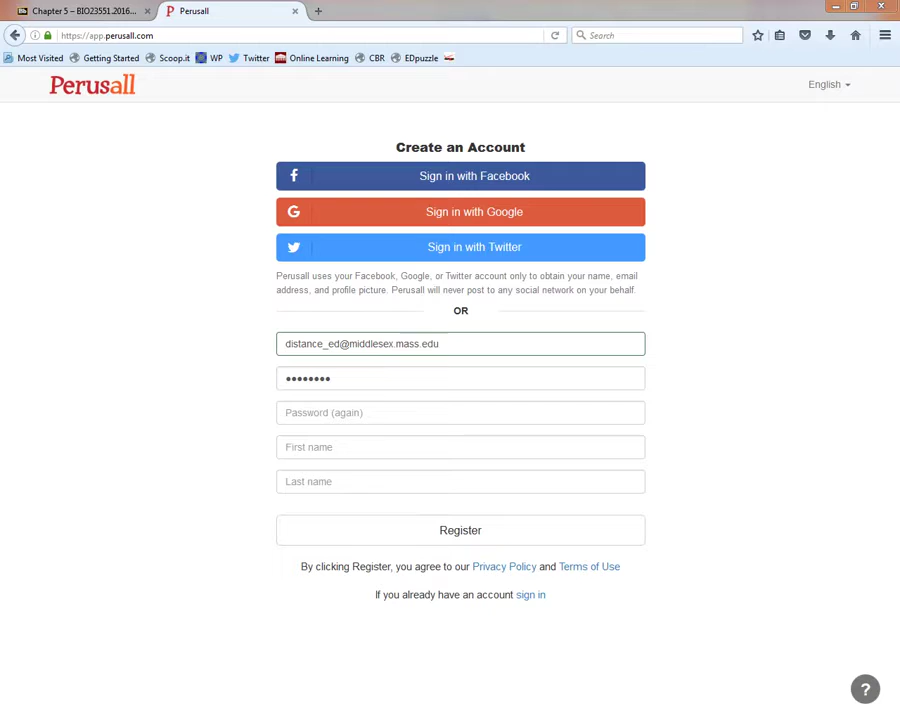 Chapter 5 – BIO23551.2016...
Perusall
https://app.perusall.com
Search
Most Visited
Getting Started
Scoop.it
WP
Twitter
Online Learning
CBR
EDpuzzle
Perusall
English
Create an Account
Sign in with Facebook
Sign in with Google
Sign in with Twitter
Perusall uses your Facebook, Google, or Twitter account only to obtain your name, email
address, and profile picture. Perusall will never post to any social network on your behalf.
OR
distance_ed@middlesex.mass.edu
••••••••
Password (again)
First name
Last name
Register
By clicking Register, you agree to our Privacy Policy and Terms of Use
If you already have an account sign in
?